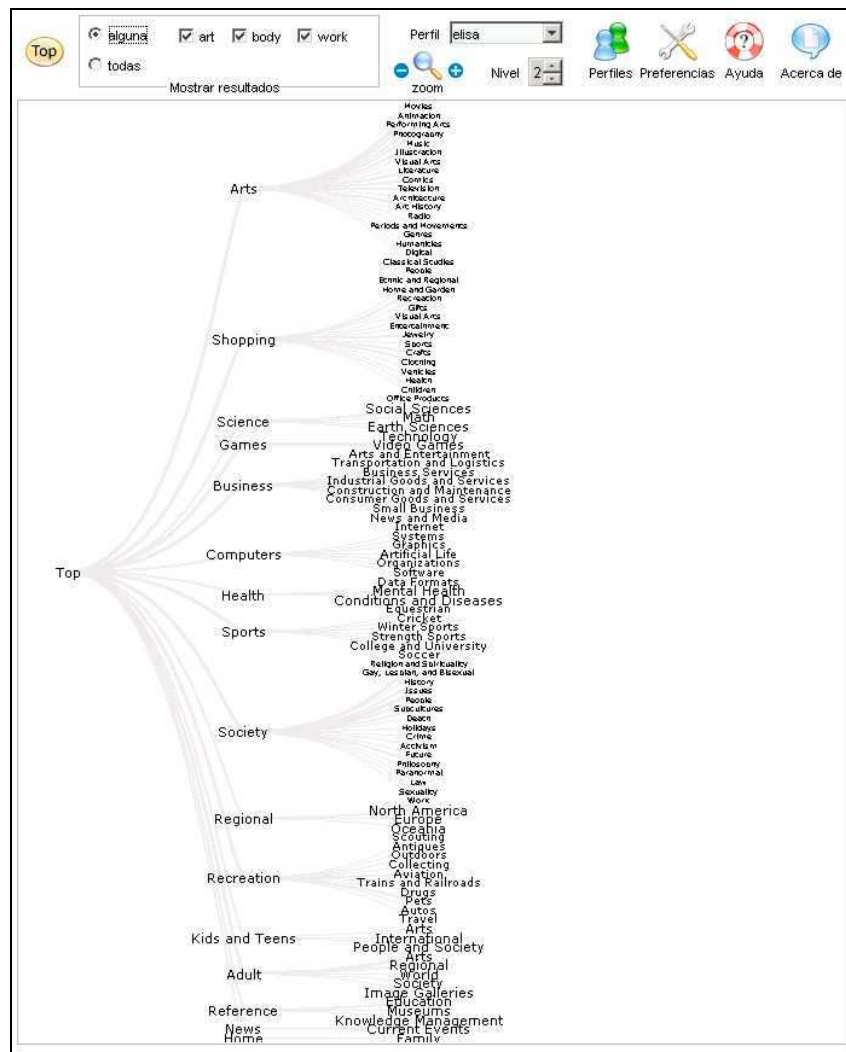 Top
alguna
art
body
work
todas
Mostrar resultados
Perfil elisa
zoom
Nivel 2
Perfiles
Preferencias
Ayuda
Acerca de
Movies
Animation
Performing Arts
Photography
Music
Illustration
Visual Arts
Literature
Comics
Arts
Television
Architecture
Art History
Radio
Periods and Movements
Genres
Humanities
Digital
Classical Studies
People
Ethnic and Regional
Home and Garden
Recreation
Gifts
Visual Arts
Entertainment
Jewelry
Shopping
Sports
Crafts
Clothing
Vehicles
Health
Children
Office Products
Social Sciences
Math
Science
Earth Sciences
Technology
Games
Video Games
Arts and Entertainment
Transportation and Logistics
Business Services
Industrial Goods and Services
Business
Construction and Maintenance
Consumer Goods and Services
Small Business
News and Media
Internet
Systems
Graphics
Computers
Artificial Life
Organizations
Software
Top
Data Formats
Health
Mental Health
Conditions and Diseases
Equestrian
Cricket
Winter Sports
Sports
Strength Sports
College and University
Soccer
Religion and Spirituality
Gay, Lesbian, and Bisexual
History
Issues
People
Subcultures
Death
Holidays
Society
Crime
Activism
Future
Philosophy
Paranormal
Law
Sexuality
Work
North America
Regional
Europe
Oceania
Scouting
Antiques
Outdoors
Collecting
Aviation
Recreation
Trains and Railroads
Drugs
Pets
Autos
Travel
Arts
Kids and Teens
International
People and Society
Arts
Regional
Adult
World
Society
Image Galleries
Education
Reference
Museums
Knowledge Management
News
Current Events
Home
Family